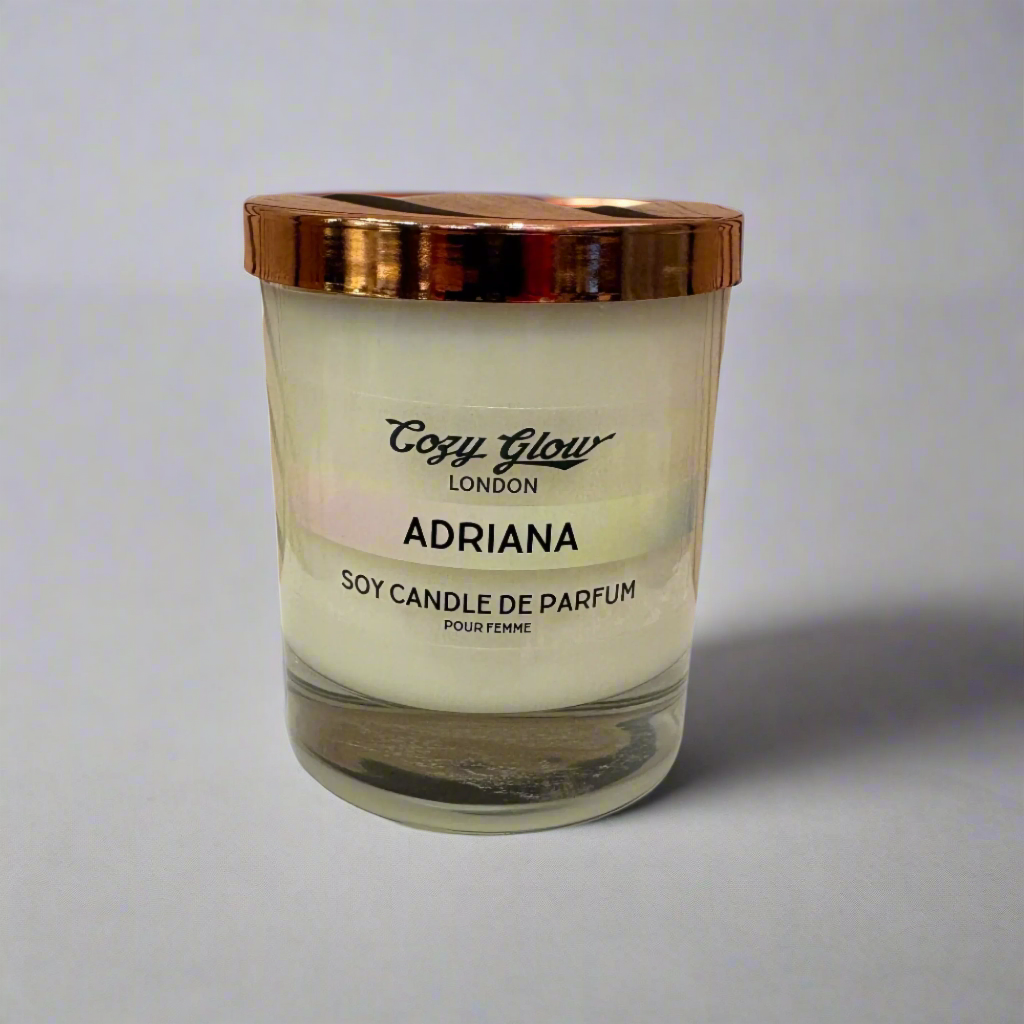 Cozy Glow
LONDON
ADRIANA
SOY CANDLE DE PARFUM
POUR FEMME